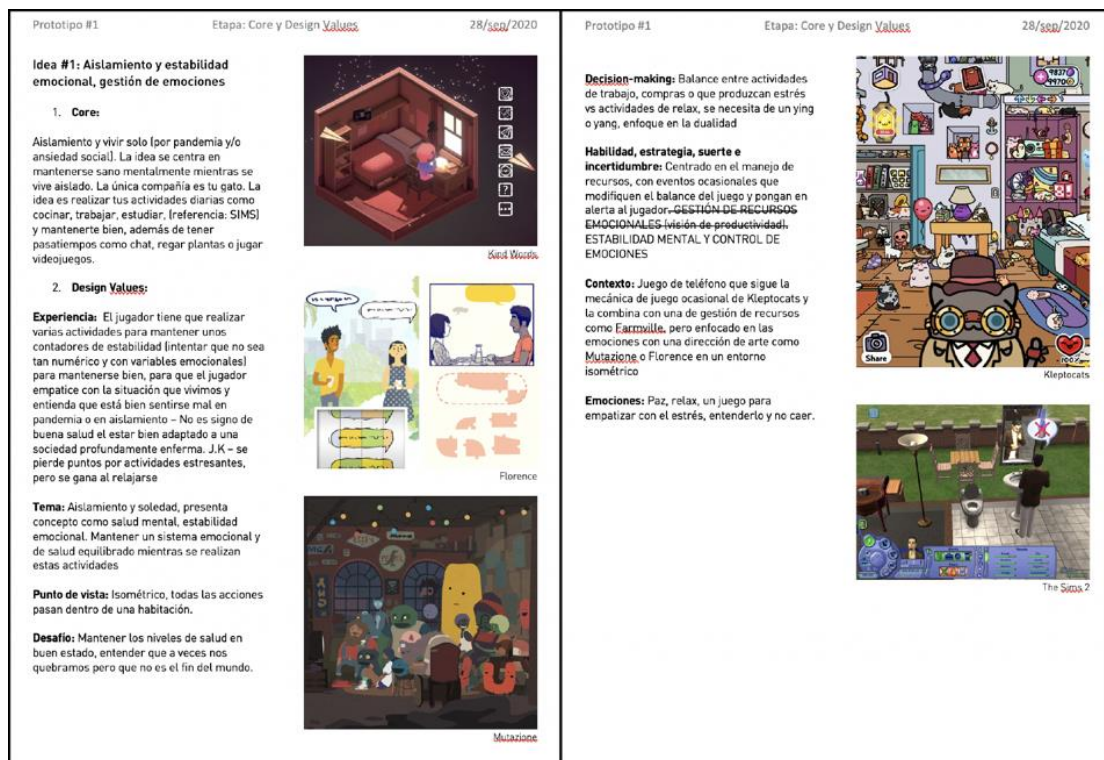 Prototipo #1 Etapa: Core y Design Values 28/sep/2020
Idea #1: Aislamiento y estabilidad
emocional, gestión de emociones
1. Core:
Aislamiento y vivir solo (por pandemia y/o
ansiedad social). La idea se centra en
mantenerse sano mentalmente mientras se
vive aislado. La única compañía es tu gato. La
idea es realizar tus actividades diarias como
cocinar, trabajar, estudiar, (referencia: SIMS)
y mantenerte bien, además de tener
pasatiempos como chat, regar plantas o jugar
videojuegos.
2. Design Values:
Experiencia: El jugador tiene que realizar
varias actividades para mantener unos
contadores de estabilidad (intentar que no sea
tan numérico y con variables emocionales)
para mantenerse bien, para que el jugador
empatice con la situación que vivimos y
entienda que está bien sentirse mal en
pandemia o en aislamiento – No es signo de
buena salud el estar bien adaptado a una
sociedad profundamente enferma. J.K – se
pierde puntos por actividades estresantes,
pero se gana al relajarse
Tema: Aislamiento y soledad, presenta
concepto como salud mental, estabilidad
emocional. Mantener un sistema emocional y
de salud equilibrado mientras se realizan
estas actividades
Punto de vista: Isométrico, todas las acciones
pasan dentro de una habitación.
Desafío: Mantener los niveles de salud en
buen estado, entender que a veces nos
quebramos pero que no es el fin del mundo.
Kind Words
Florence
Mutazione
Prototipo #1 Etapa: Core y Design Values 28/sep/2020
Decision-making: Balance entre actividades
de trabajo, compras o que produzcan estrés
vs actividades de relax, se necesita de un ying
o yang, enfoque en la dualidad
Habilidad, estrategia, suerte e
incertidumbre: Centrado en el manejo de
recursos, con eventos ocasionales que
modifiquen el balance del juego y pongan en
alerta al jugador. GESTIÓN DE RECURSOS
EMOCIONALES (visión de productividad).
ESTABILIDAD MENTAL Y CONTROL DE
EMOCIONES
Contexto: Juego de teléfono que sigue la
mecánica de juego ocasional de Kleptocats y
la combina con una de gestión de recursos
como Farmville, pero enfocado en las
emociones con una dirección de arte como
Mutazione o Florence en un entorno
isométrico
Emociones: Paz, relax, un juego para
empatizar con el estrés, entenderlo y no caer.
9837
9970
Share
100%
Kleptocats
The Sims 2